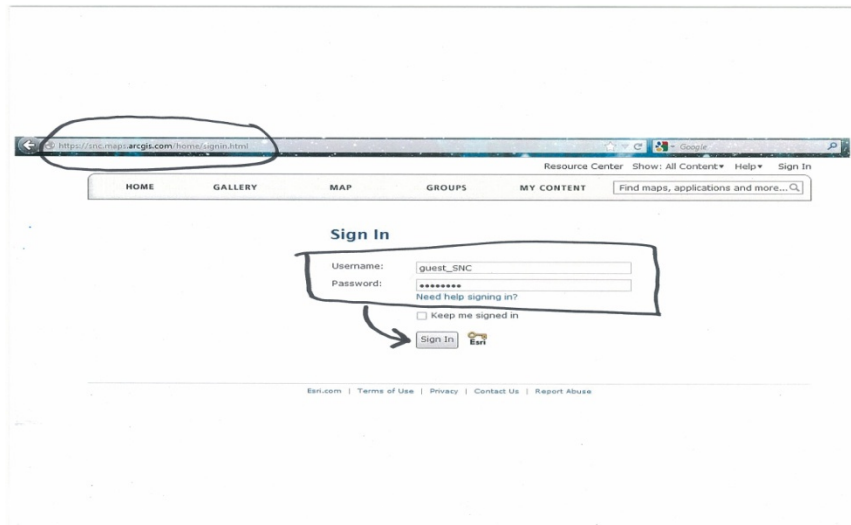 https://snc.maps.arcgis.com/home/signin.html Google
Resource Center Show: All Content Help Sign In
HOME GALLERY MAP GROUPS MY CONTENT Find maps, applications and more...
Sign In
Username: guest_SNC
Password: ••••••••
Need help signing in?
Keep me signed in
Sign In Esri
Esri.com | Terms of Use | Privacy | Contact Us | Report Abuse